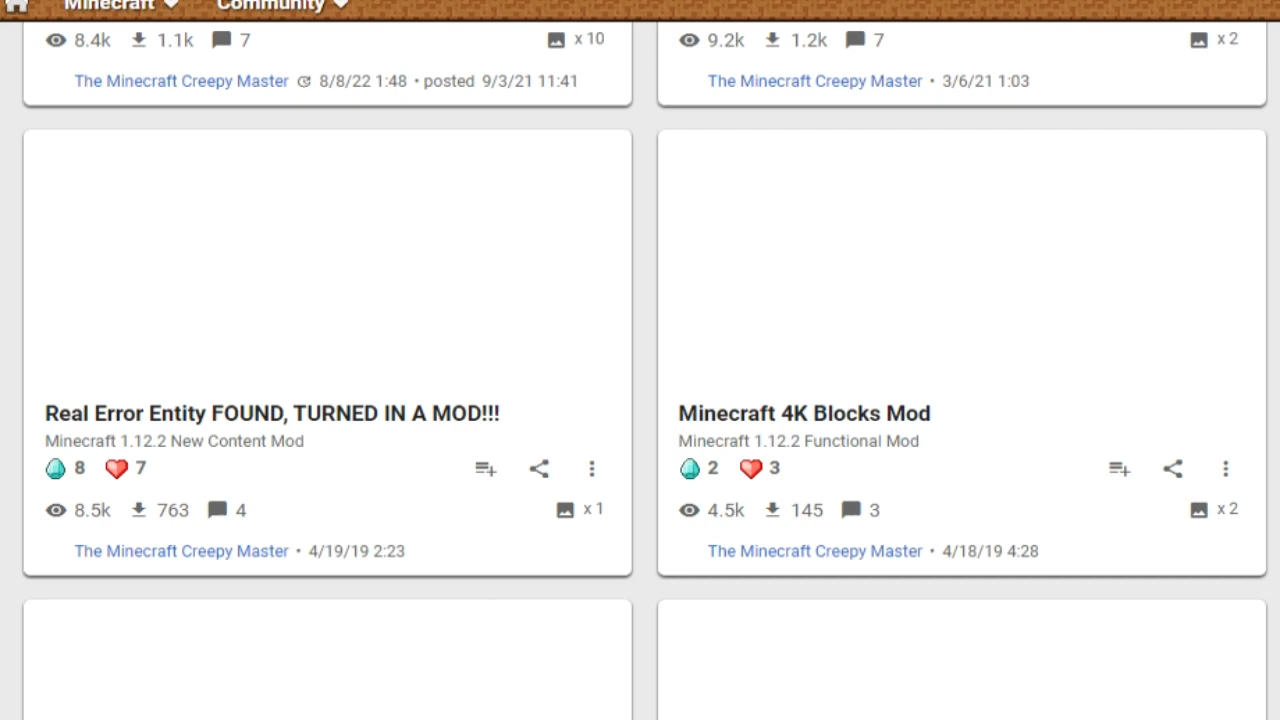 Minecraft Community
8.4k 1.1k 7 x 10
The Minecraft Creepy Master 8/8/22 1:48 • posted 9/3/21 11:41
9.2k 1.2k 7 x 2
The Minecraft Creepy Master • 3/6/21 1:03
Real Error Entity FOUND, TURNED IN A MOD!!!
Minecraft 1.12.2 New Content Mod
8 7
8.5k 763 4 x 1
The Minecraft Creepy Master • 4/19/19 2:23
Minecraft 4K Blocks Mod
Minecraft 1.12.2 Functional Mod
2 3
4.5k 145 3 x 2
The Minecraft Creepy Master • 4/18/19 4:28